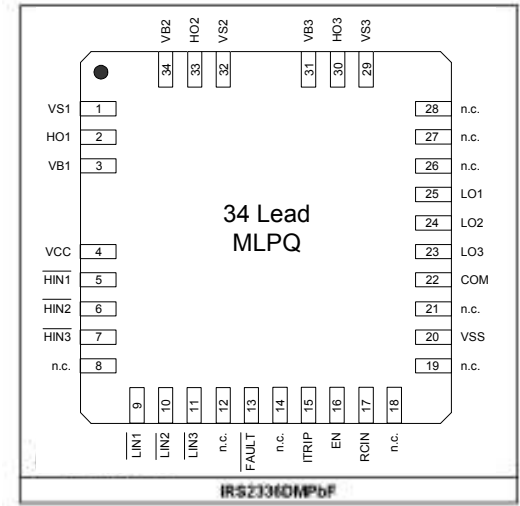 VB2 HO2 VS2 VB3 HO3 VS3
34 33 32 31 30 29
VS1 1 28 n.c.
HO1 2 27 n.c.
VB1 3 26 n.c.
25 LO1
34 Lead
MLPQ
24 LO2
VCC 4 23 LO3
HIN1 5 22 COM
HIN2 6 21 n.c.
HIN3 7 20 VSS
n.c. 8 19 n.c.
9 10 11 12 13 14 15 16 17 18
LIN1 LIN2 LIN3 n.c. FAULT n.c. ITRIP EN RCIN n.c.
IRS2336DMPbF